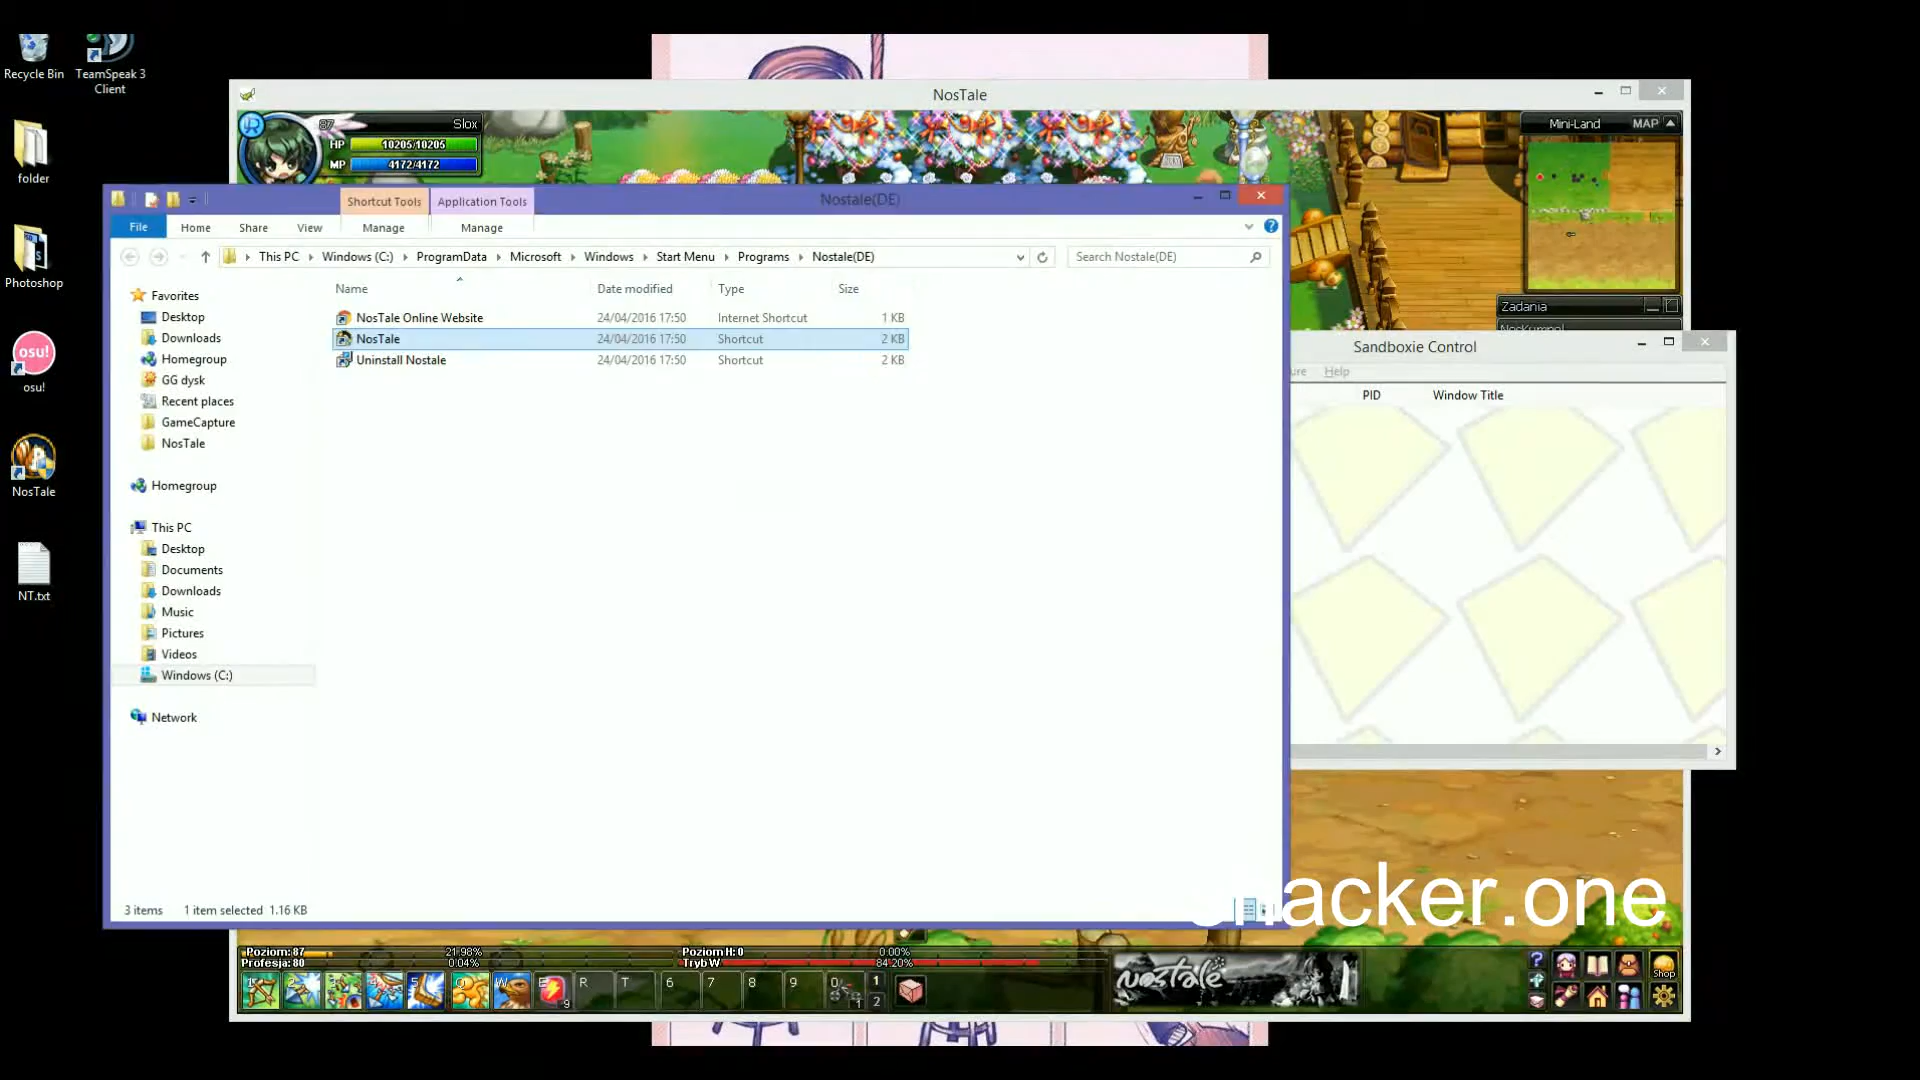 Recycle Bin
TeamSpeak 3
Client
folder
Photoshop
osu!
osu!
NosTale
NT.txt
NosTale
87
Slox
HP
10205/10205
MP
4172/4172
Mini-Land
MAP
Zadania
Shortcut Tools
Application Tools
Nostale(DE)
File
Home
Share
View
Manage
Manage
This PC
Windows (C:)
ProgramData
Microsoft
Windows
Start Menu
Programs
Nostale(DE)
Search Nostale(DE)
Name
Date modified
Type
Size
NosTale Online Website
24/04/2016 17:50
Internet Shortcut
1 KB
NosTale
24/04/2016 17:50
Shortcut
2 KB
Uninstall Nostale
24/04/2016 17:50
Shortcut
2 KB
Favorites
Desktop
Downloads
Homegroup
GG dysk
Recent places
GameCapture
NosTale
Homegroup
This PC
Desktop
Documents
Downloads
Music
Pictures
Videos
Windows (C:)
Network
3 items
1 item selected 1.16 KB
Sandboxie Control
Help
PID
Window Title
hacker.one
Poziom: 87
21.98%
Poziom H: 0
0.00%
Profesja: 80
0.04%
Tryb W
84.20%
Q
W
E
9
R
T
6
7
8
9
0
1
1
2
nostale
Shop